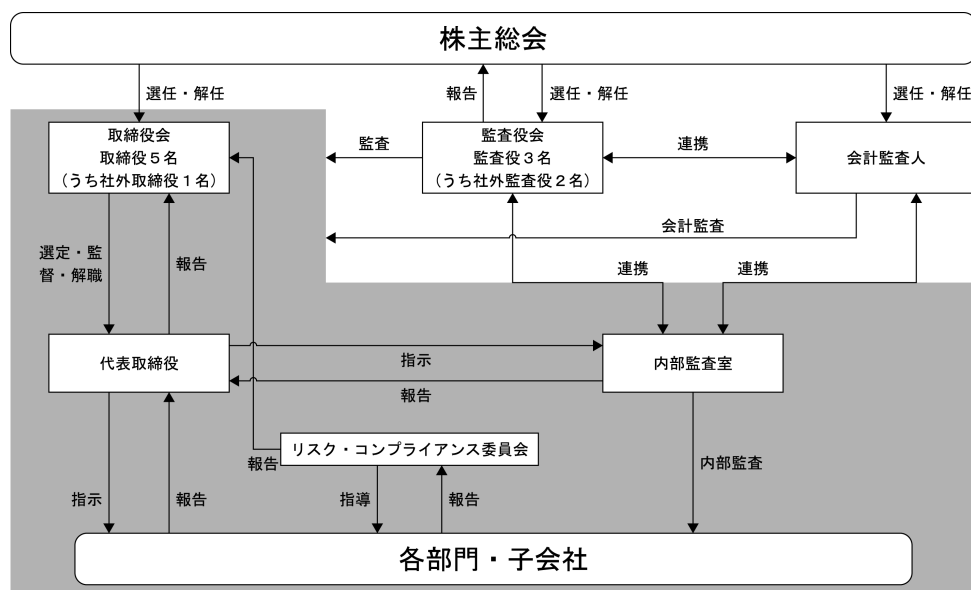 株主総会
選任・解任
報告
選任・解任
選任・解任
取締役会
取締役５名
（うち社外取締役１名）
監査
監査役会
監査役３名
（うち社外監査役２名）
連携
会計監査人
会計監査
選定・監
督・解職
報告
連携
連携
代表取締役
指示
報告
内部監査室
リスク・コンプライアンス委員会
報告
内部監査
指示
報告
指導
報告
各部門・子会社